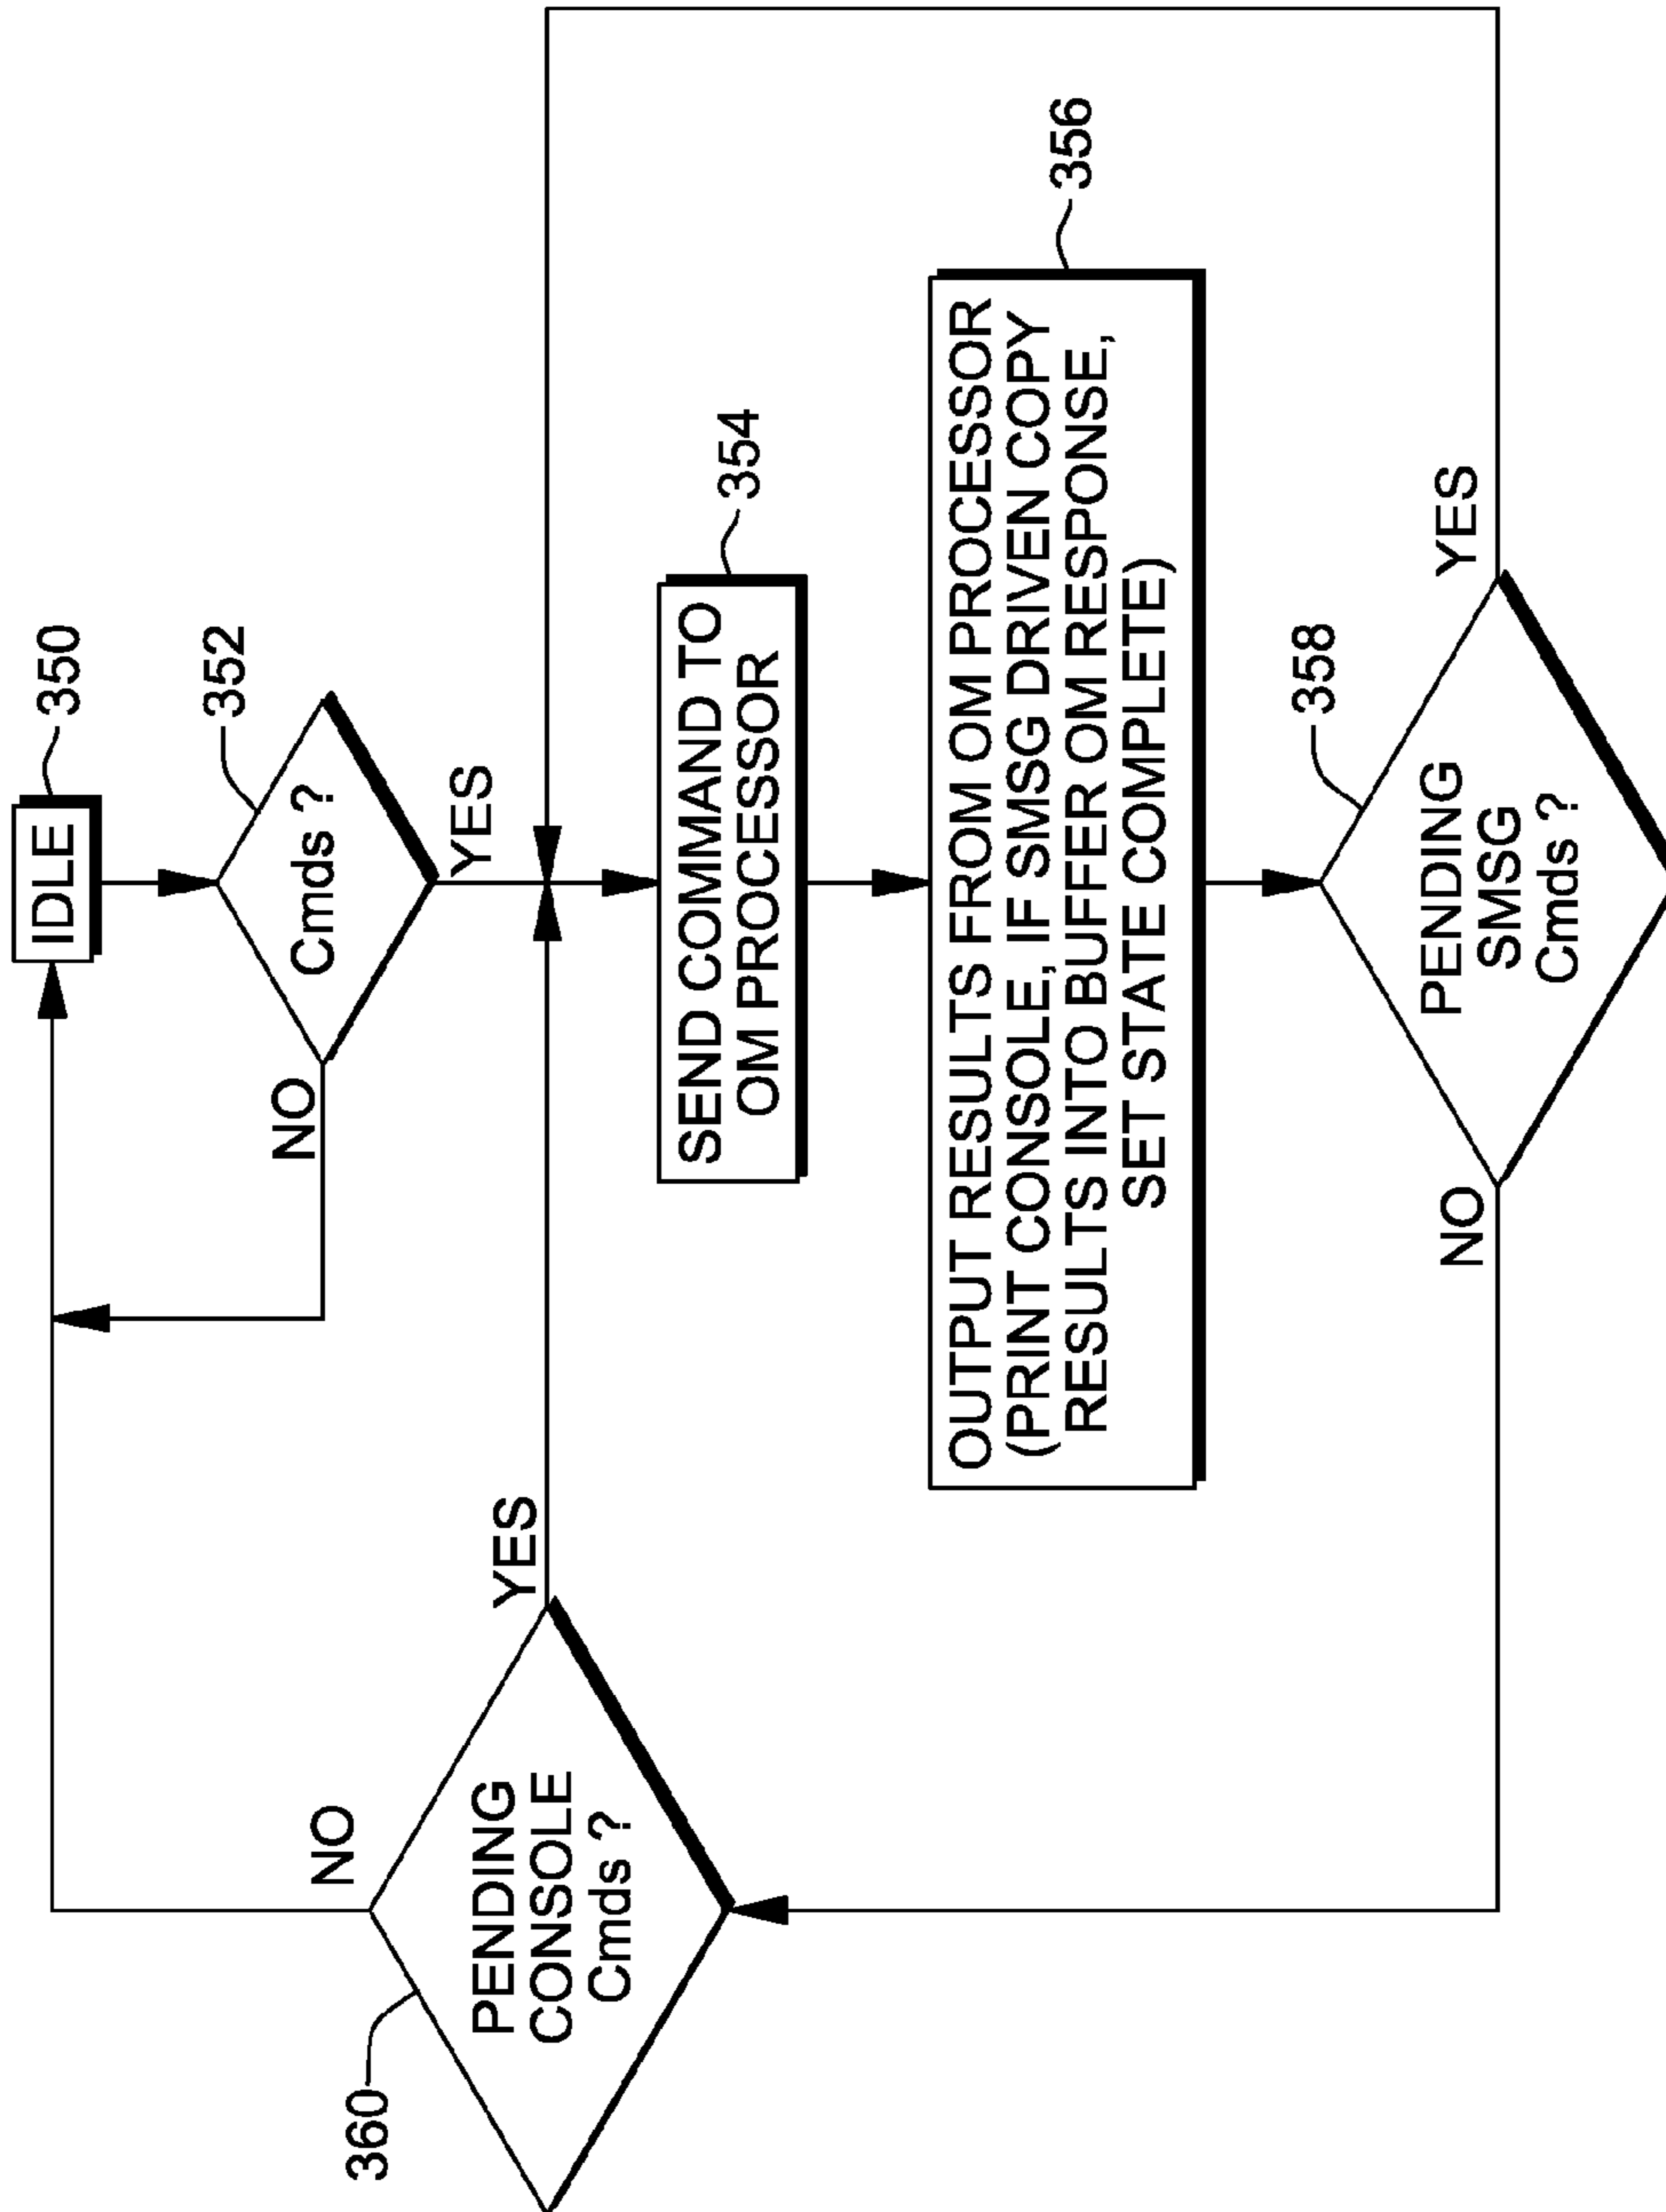 IDLE
350
Cmds ?
352
NO
YES
SEND COMMAND TO
OM PROCESSOR
354
OUTPUT RESULTS FROM OM PROCESSOR
(PRINT CONSOLE, IF SMSG DRIVEN COPY
RESULTS INTO BUFFER OM RESPONSE,
SET STATE COMPLETE)
356
PENDING
SMSG
Cmds ?
358
YES
NO
PENDING
CONSOLE
Cmds ?
360
NO
YES